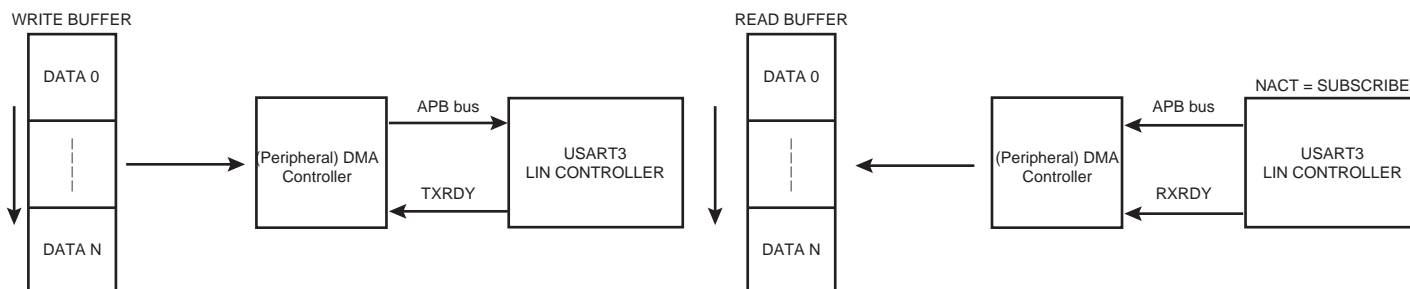 WRITE BUFFER
DATA 0
DATA N
(Peripheral) DMA
Controller
APB bus
TXRDY
USART3
LIN CONTROLLER
READ BUFFER
DATA 0
DATA N
(Peripheral) DMA
Controller
APB bus
RXRDY
NACT = SUBSCRIBE
USART3
LIN CONTROLLER